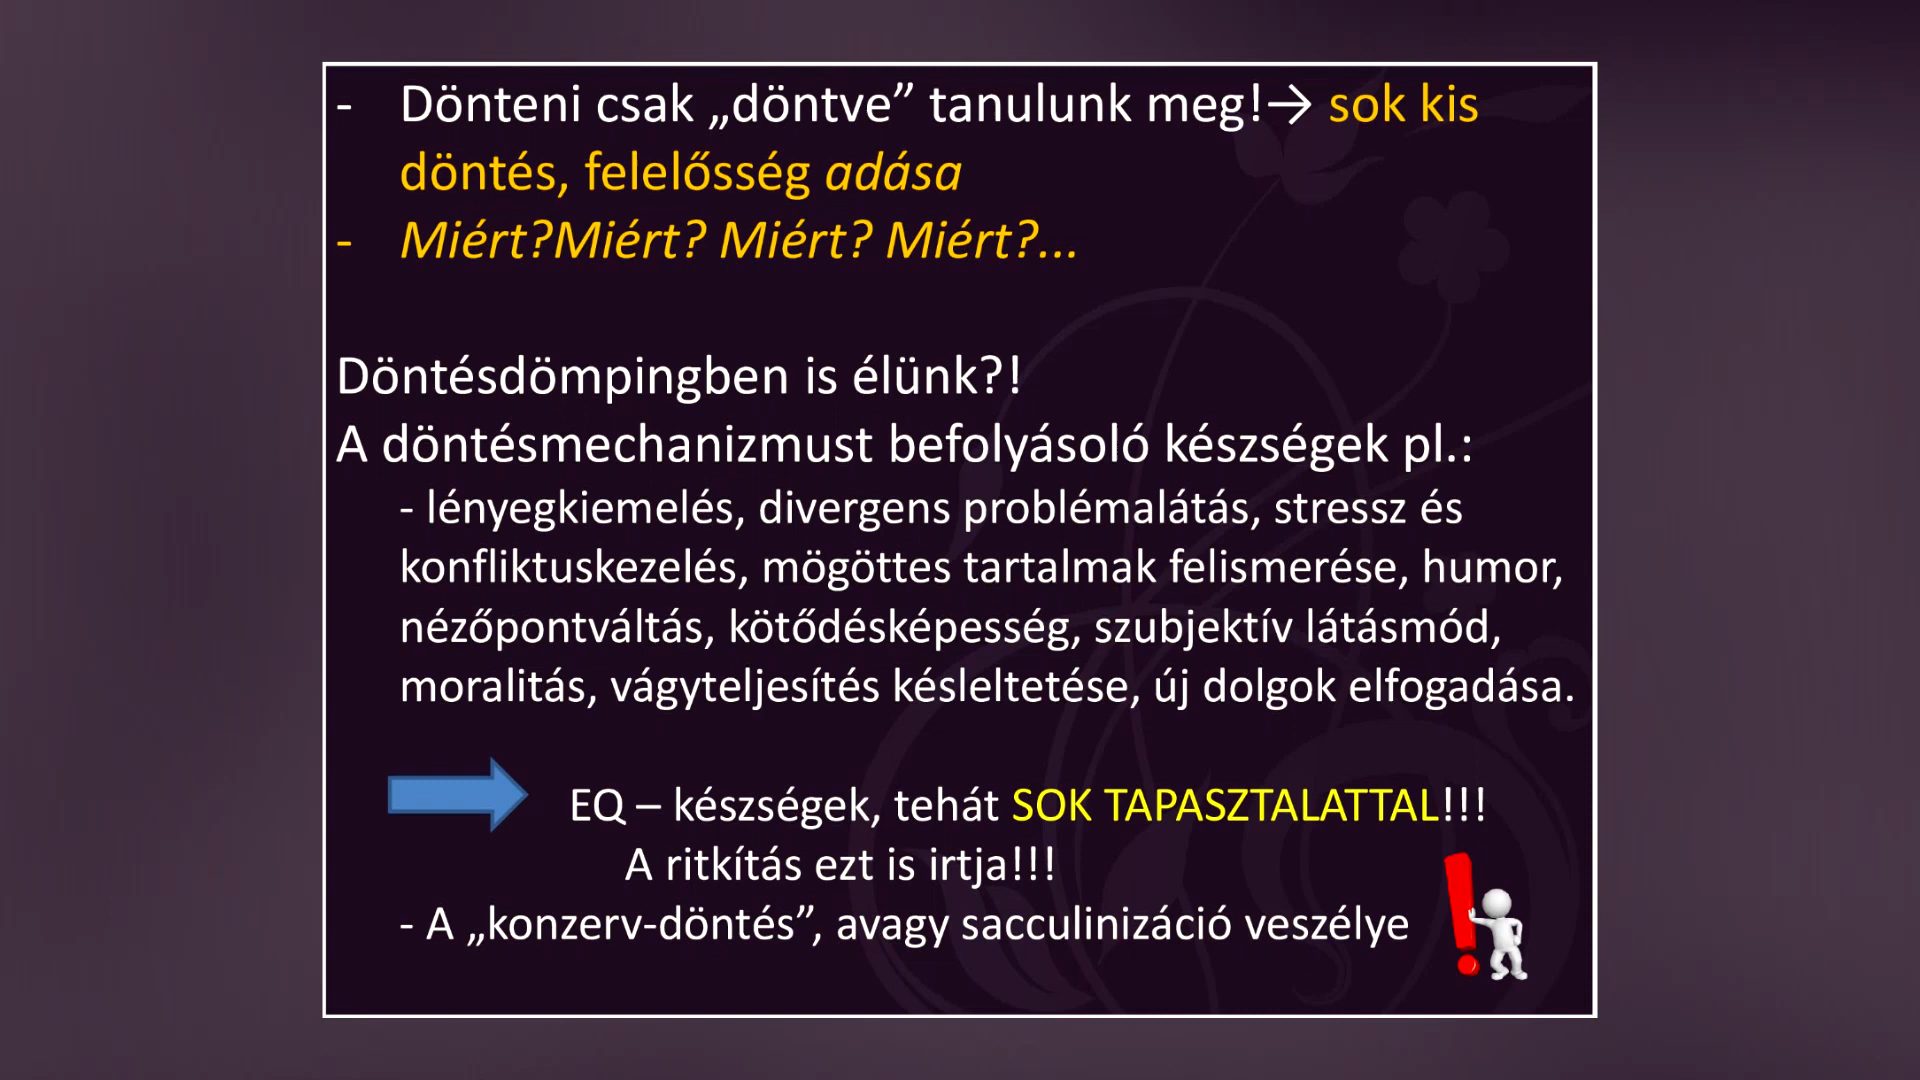 - Dönteni csak „döntve” tanulunk meg!→ sok kis
döntés, felelősség adása
- Miért?Miért? Miért? Miért?...
Döntésdömpingben is élünk?!
A döntésmechanizmust befolyásoló készségek pl.:
- lényegkiemelés, divergens problémalátás, stressz és
konfliktuskezelés, mögöttes tartalmak felismerése, humor,
nézőpontváltás, kötődésképesség, szubjektív látásmód,
moralitás, vágyteljesítés késleltetése, új dolgok elfogadása.
EQ – készségek, tehát SOK TAPASZTALATTAL!!!
A ritkítás ezt is irtja!!!
- A „konzerv-döntés”, avagy sacculinizáció veszélye